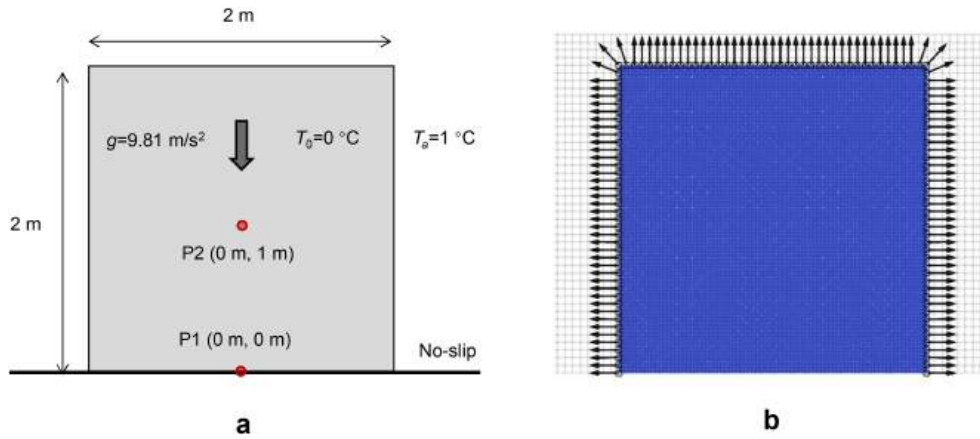 2 m
g=9.81 m/s²
T₀=0 °C
Tₐ=1 °C
2 m
P2 (0 m, 1 m)
P1 (0 m, 0 m)
No-slip
a
b